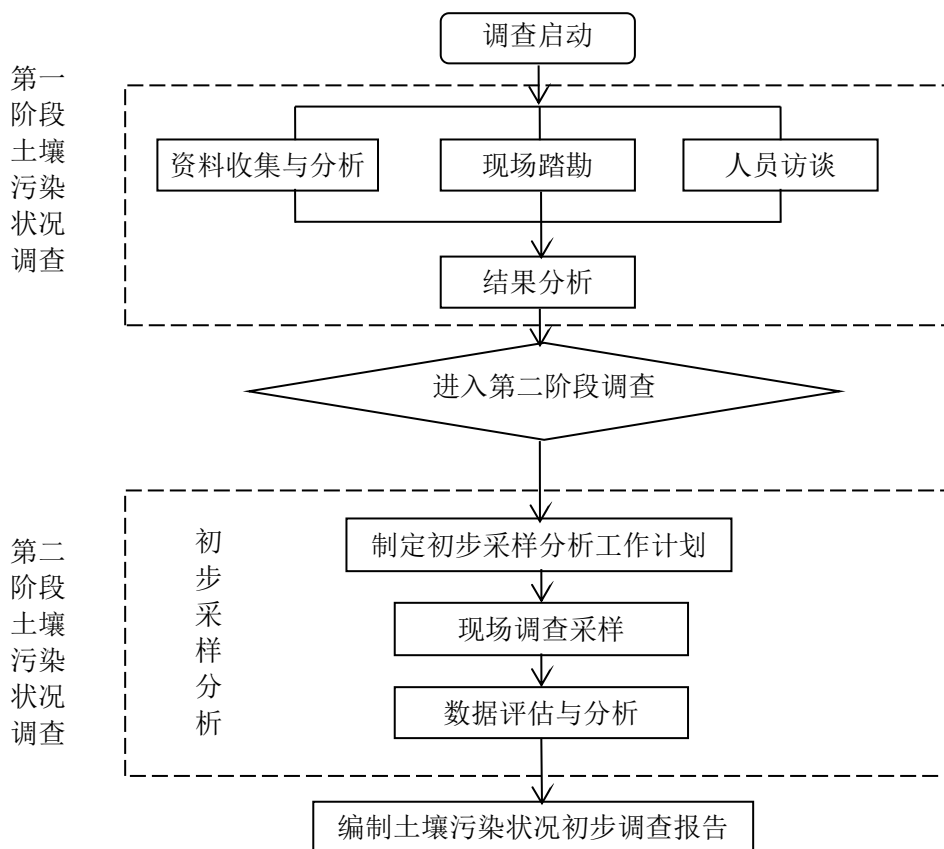 调查启动
第一
阶段
土壤
污染
状况
调查
资料收集与分析
现场踏勘
人员访谈
结果分析
进入第二阶段调查
第二
阶段
土壤
污染
状况
调查
初
步
采
样
分
析
制定初步采样分析工作计划
现场调查采样
数据评估与分析
编制土壤污染状况初步调查报告